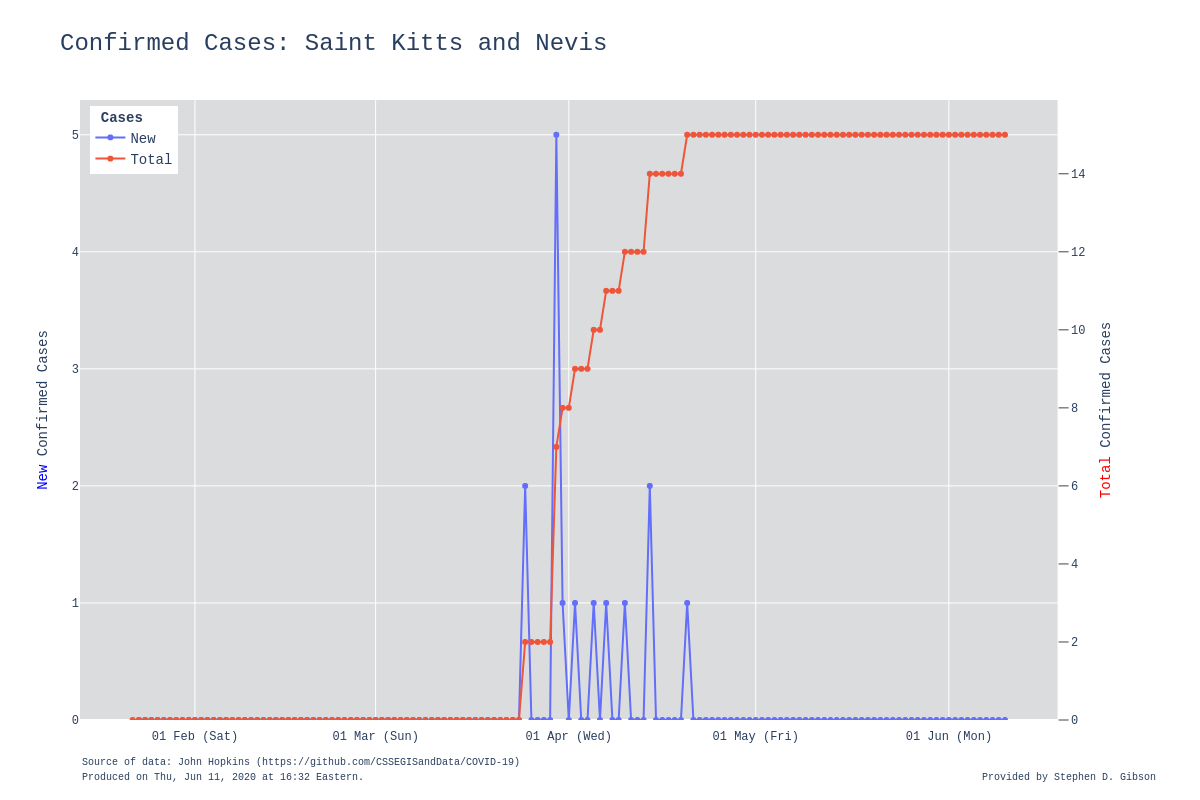 Confirmed Cases: Saint Kitts and Nevis
Cases
New
Total
5
4
3
2
1
0
New Confirmed Cases
14
12
10
8
6
4
2
0
Total Confirmed Cases
01 Feb (Sat)
01 Mar (Sun)
01 Apr (Wed)
01 May (Fri)
01 Jun (Mon)
Source of data: John Hopkins (https://github.com/CSSEGISandData/COVID-19)
Produced on Thu, Jun 11, 2020 at 16:32 Eastern.
Provided by Stephen D. Gibson